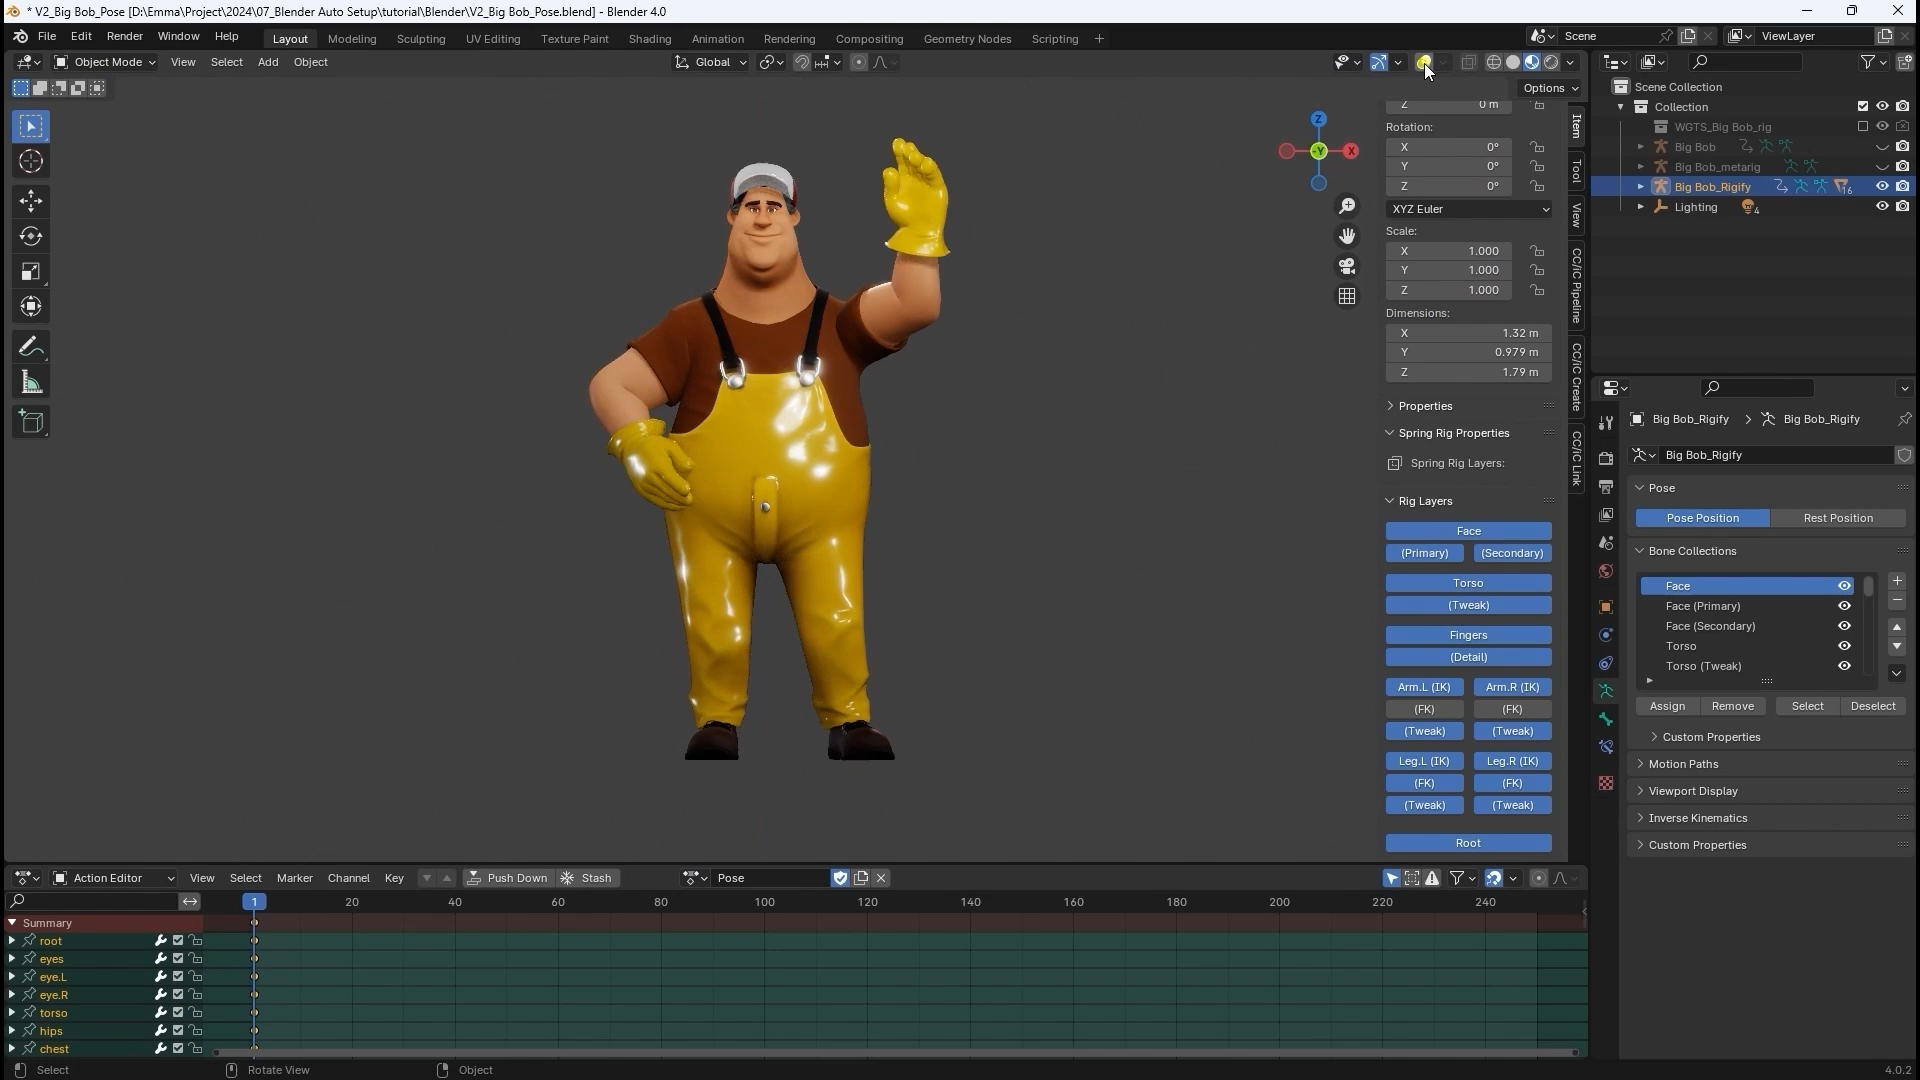 * V2_Big Bob_Pose [D:\Emma\Project\2024\07_Blender Auto Setup\tutorial\Blender\V2_Big Bob_Pose.blend] - Blender 4.0
File Edit Render Window Help Layout Modeling Sculpting UV Editing Texture Paint Shading Animation Rendering Compositing Geometry Nodes Scripting + Scene ViewLayer
Object Mode View Select Add Object Global
Options
Z 0 m
Rotation:
X 0°
Y 0°
Z 0°
XYZ Euler
Scale:
X 1.000
Y 1.000
Z 1.000
Dimensions:
X 1.32 m
Y 0.979 m
Z 1.79 m
Properties
Spring Rig Properties
Spring Rig Layers:
Rig Layers
Face
(Primary) (Secondary)
Torso
(Tweak)
Fingers
(Detail)
Arm.L (IK) Arm.R (IK)
(FK) (FK)
(Tweak) (Tweak)
Leg.L (IK) Leg.R (IK)
(FK) (FK)
(Tweak) (Tweak)
Root
Z
-Y X
Item
Tool
View
CC/iC Pipeline
CC/iC Create
CC/iC Link
Scene Collection
Collection
WGTS_Big Bob_rig
Big Bob
Big Bob_metarig
Big Bob_Rigify 16
Lighting 4
Big Bob_Rigify > Big Bob_Rigify
Big Bob_Rigify
Pose
Pose Position Rest Position
Bone Collections
Face
Face (Primary)
Face (Secondary)
Torso
Torso (Tweak)
Assign Remove Select Deselect
Custom Properties
Motion Paths
Viewport Display
Inverse Kinematics
Custom Properties
Action Editor View Select Marker Channel Key Push Down Stash Pose
1 20 40 60 80 100 120 140 160 180 200 220 240
Summary
root
eyes
eye.L
eye.R
torso
hips
chest
Select Rotate View Object 4.0.2